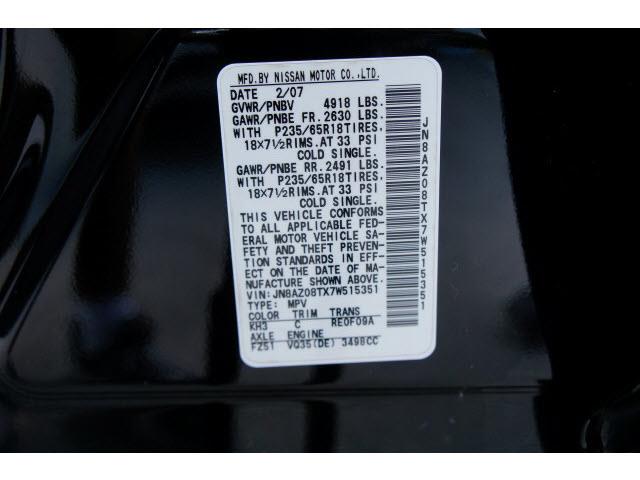 MFD.BY NISSAN MOTOR CO.,LTD.
DATE 2/07
GVWR/PNBV 4918 LBS.
GAWR/PNBE FR. 2630 LBS.
WITH P235/65R18TIRES,
18×7½RIMS.AT 33 PSI
COLD SINGLE.
GAWR/PNBE RR. 2491 LBS.
WITH P235/65R18TIRES,
18×7½RIMS.AT 33 PSI
COLD SINGLE.
THIS VEHICLE CONFORMS
TO ALL APPLICABLE FED-
ERAL MOTOR VEHICLE SA-
FETY AND THEFT PREVEN-
TION STANDARDS IN EFF-
ECT ON THE DATE OF MA-
NUFACTURE SHOWN ABOVE.
VIN: JN8AZ08TX7W515351
TYPE: MPV
COLOR TRIM TRANS
KH3 C RE0F09A
AXLE ENGINE
FZ51 VQ35(DE) 3498CC
JN8AZ08TX7W515351